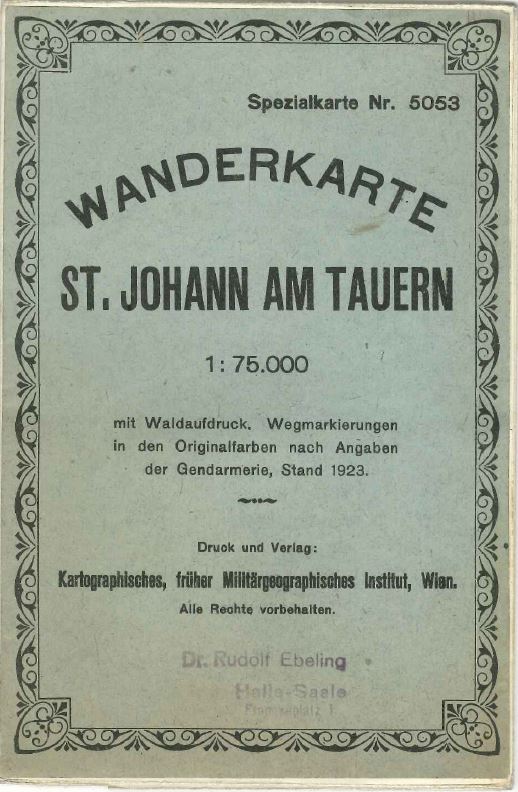 Spezialkarte Nr. 5053
WANDERKARTE
ST. JOHANN AM TAUERN
1 : 75.000
mit Waldaufdruck. Wegmarkierungen
in den Originalfarben nach Angaben
der Gendarmerie, Stand 1923.
Druck und Verlag:
Kartographisches, früher Militärgeographisches Institut, Wien.
Alle Rechte vorbehalten.
Dr. Rudolf Ebeling
Halle-Saale